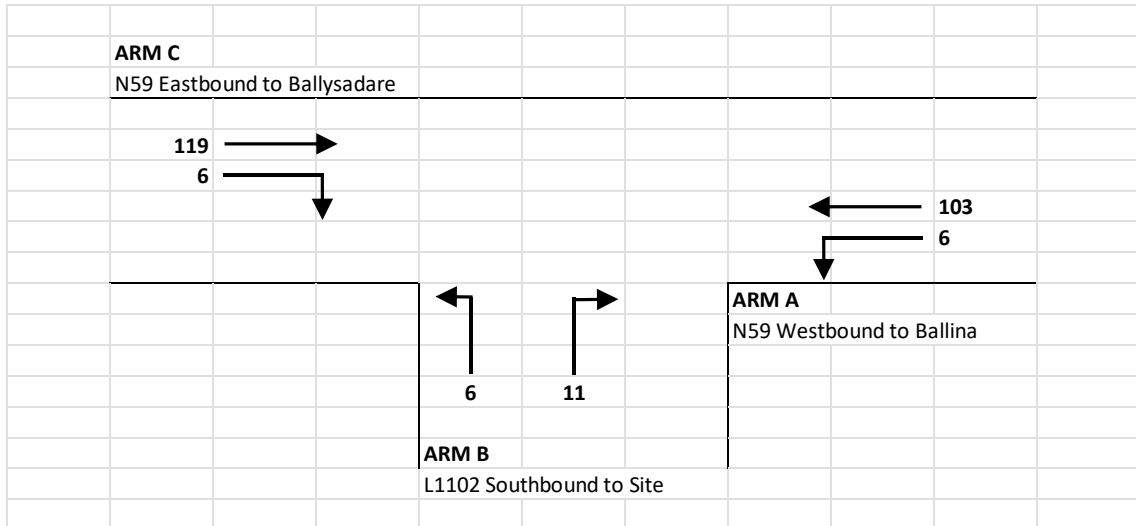 ARM C
N59 Eastbound to Ballysadare
119
6
103
6
ARM A
N59 Westbound to Ballina
6 11
ARM B
L1102 Southbound to Site